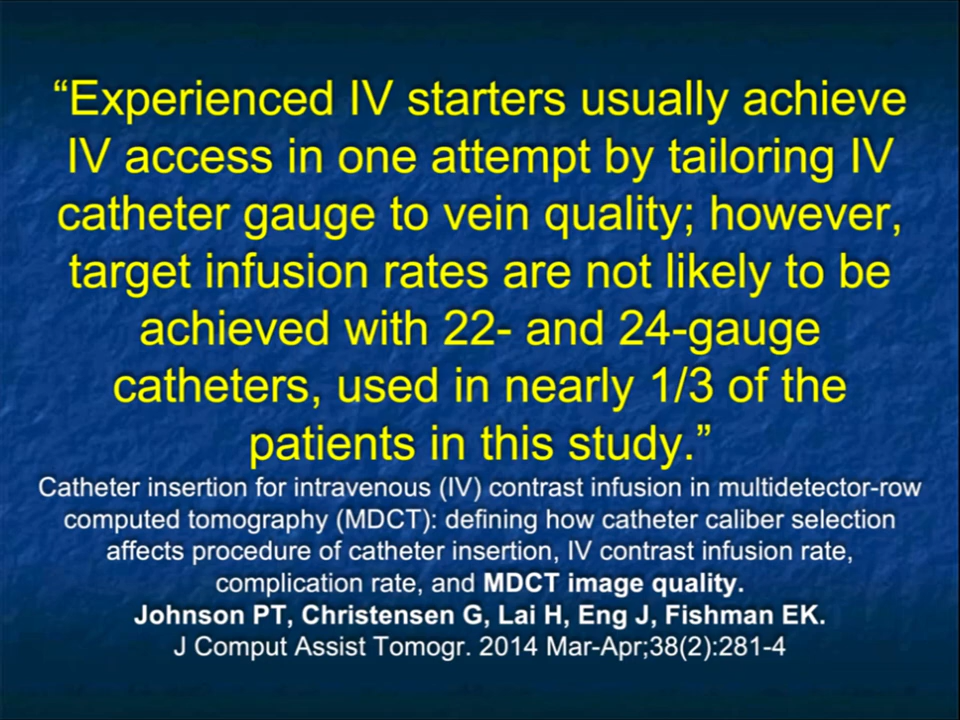 “Experienced IV starters usually achieve
IV access in one attempt by tailoring IV
catheter gauge to vein quality; however,
target infusion rates are not likely to be
achieved with 22- and 24-gauge
catheters, used in nearly 1/3 of the
patients in this study.”
Catheter insertion for intravenous (IV) contrast infusion in multidetector-row
computed tomography (MDCT): defining how catheter caliber selection
affects procedure of catheter insertion, IV contrast infusion rate,
complication rate, and MDCT image quality.
Johnson PT, Christensen G, Lai H, Eng J, Fishman EK.
J Comput Assist Tomogr. 2014 Mar-Apr;38(2):281-4